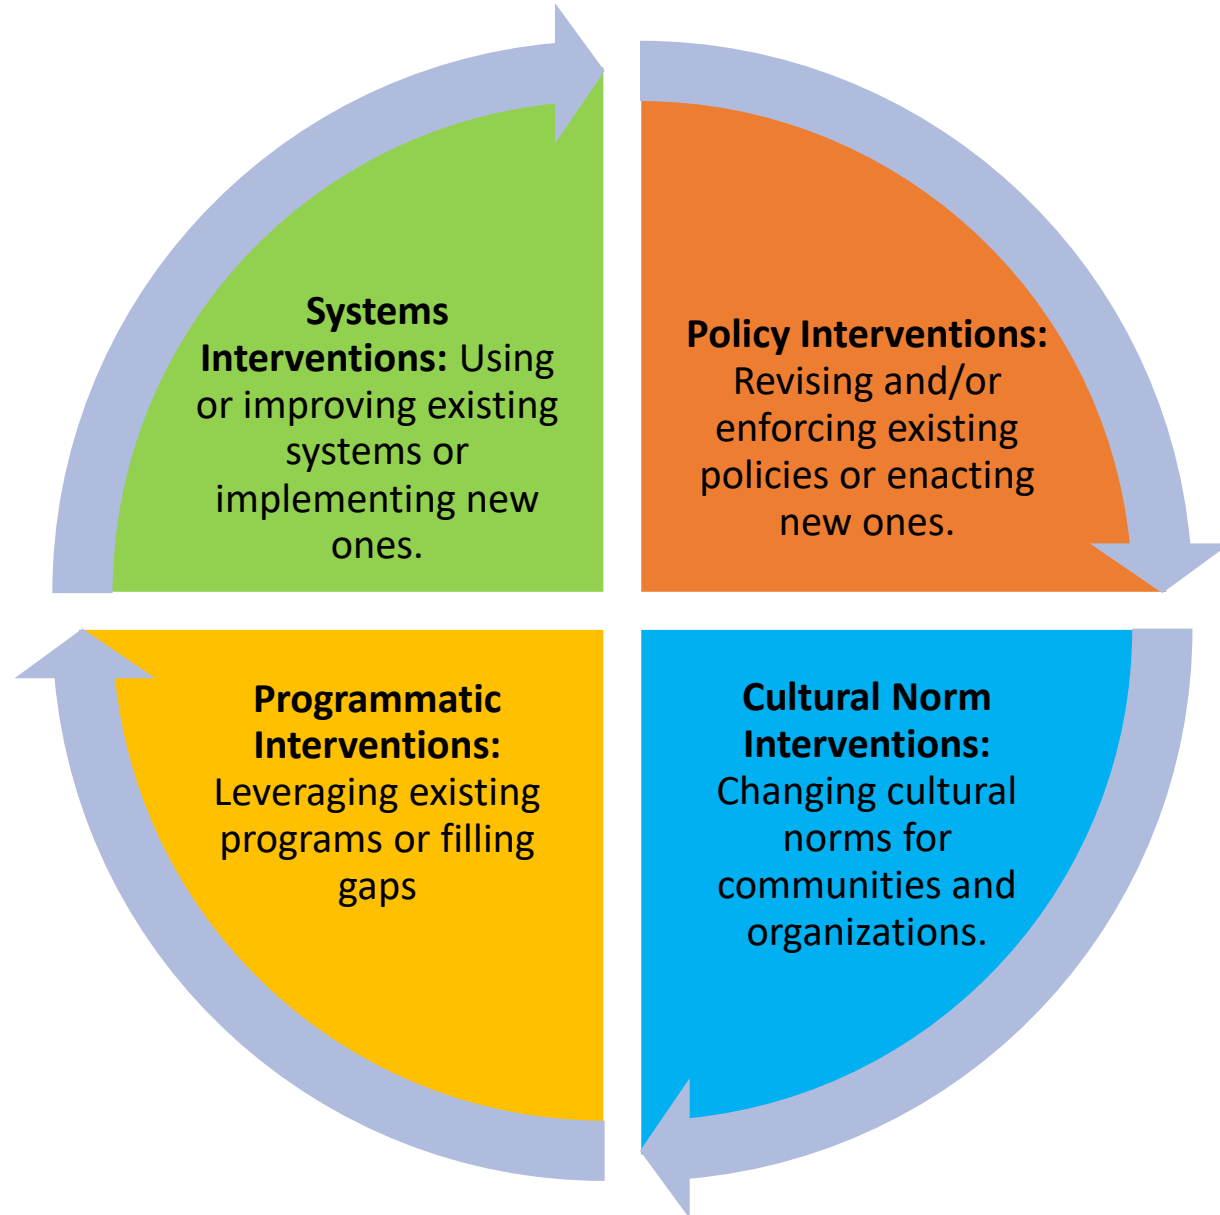 Systems
Interventions: Using
or improving existing
systems or
implementing new
ones.
Policy Interventions:
Revising and/or
enforcing existing
policies or enacting
new ones.
Programmatic
Interventions:
Leveraging existing
programs or filling
gaps
Cultural Norm
Interventions:
Changing cultural
norms for
communities and
organizations.